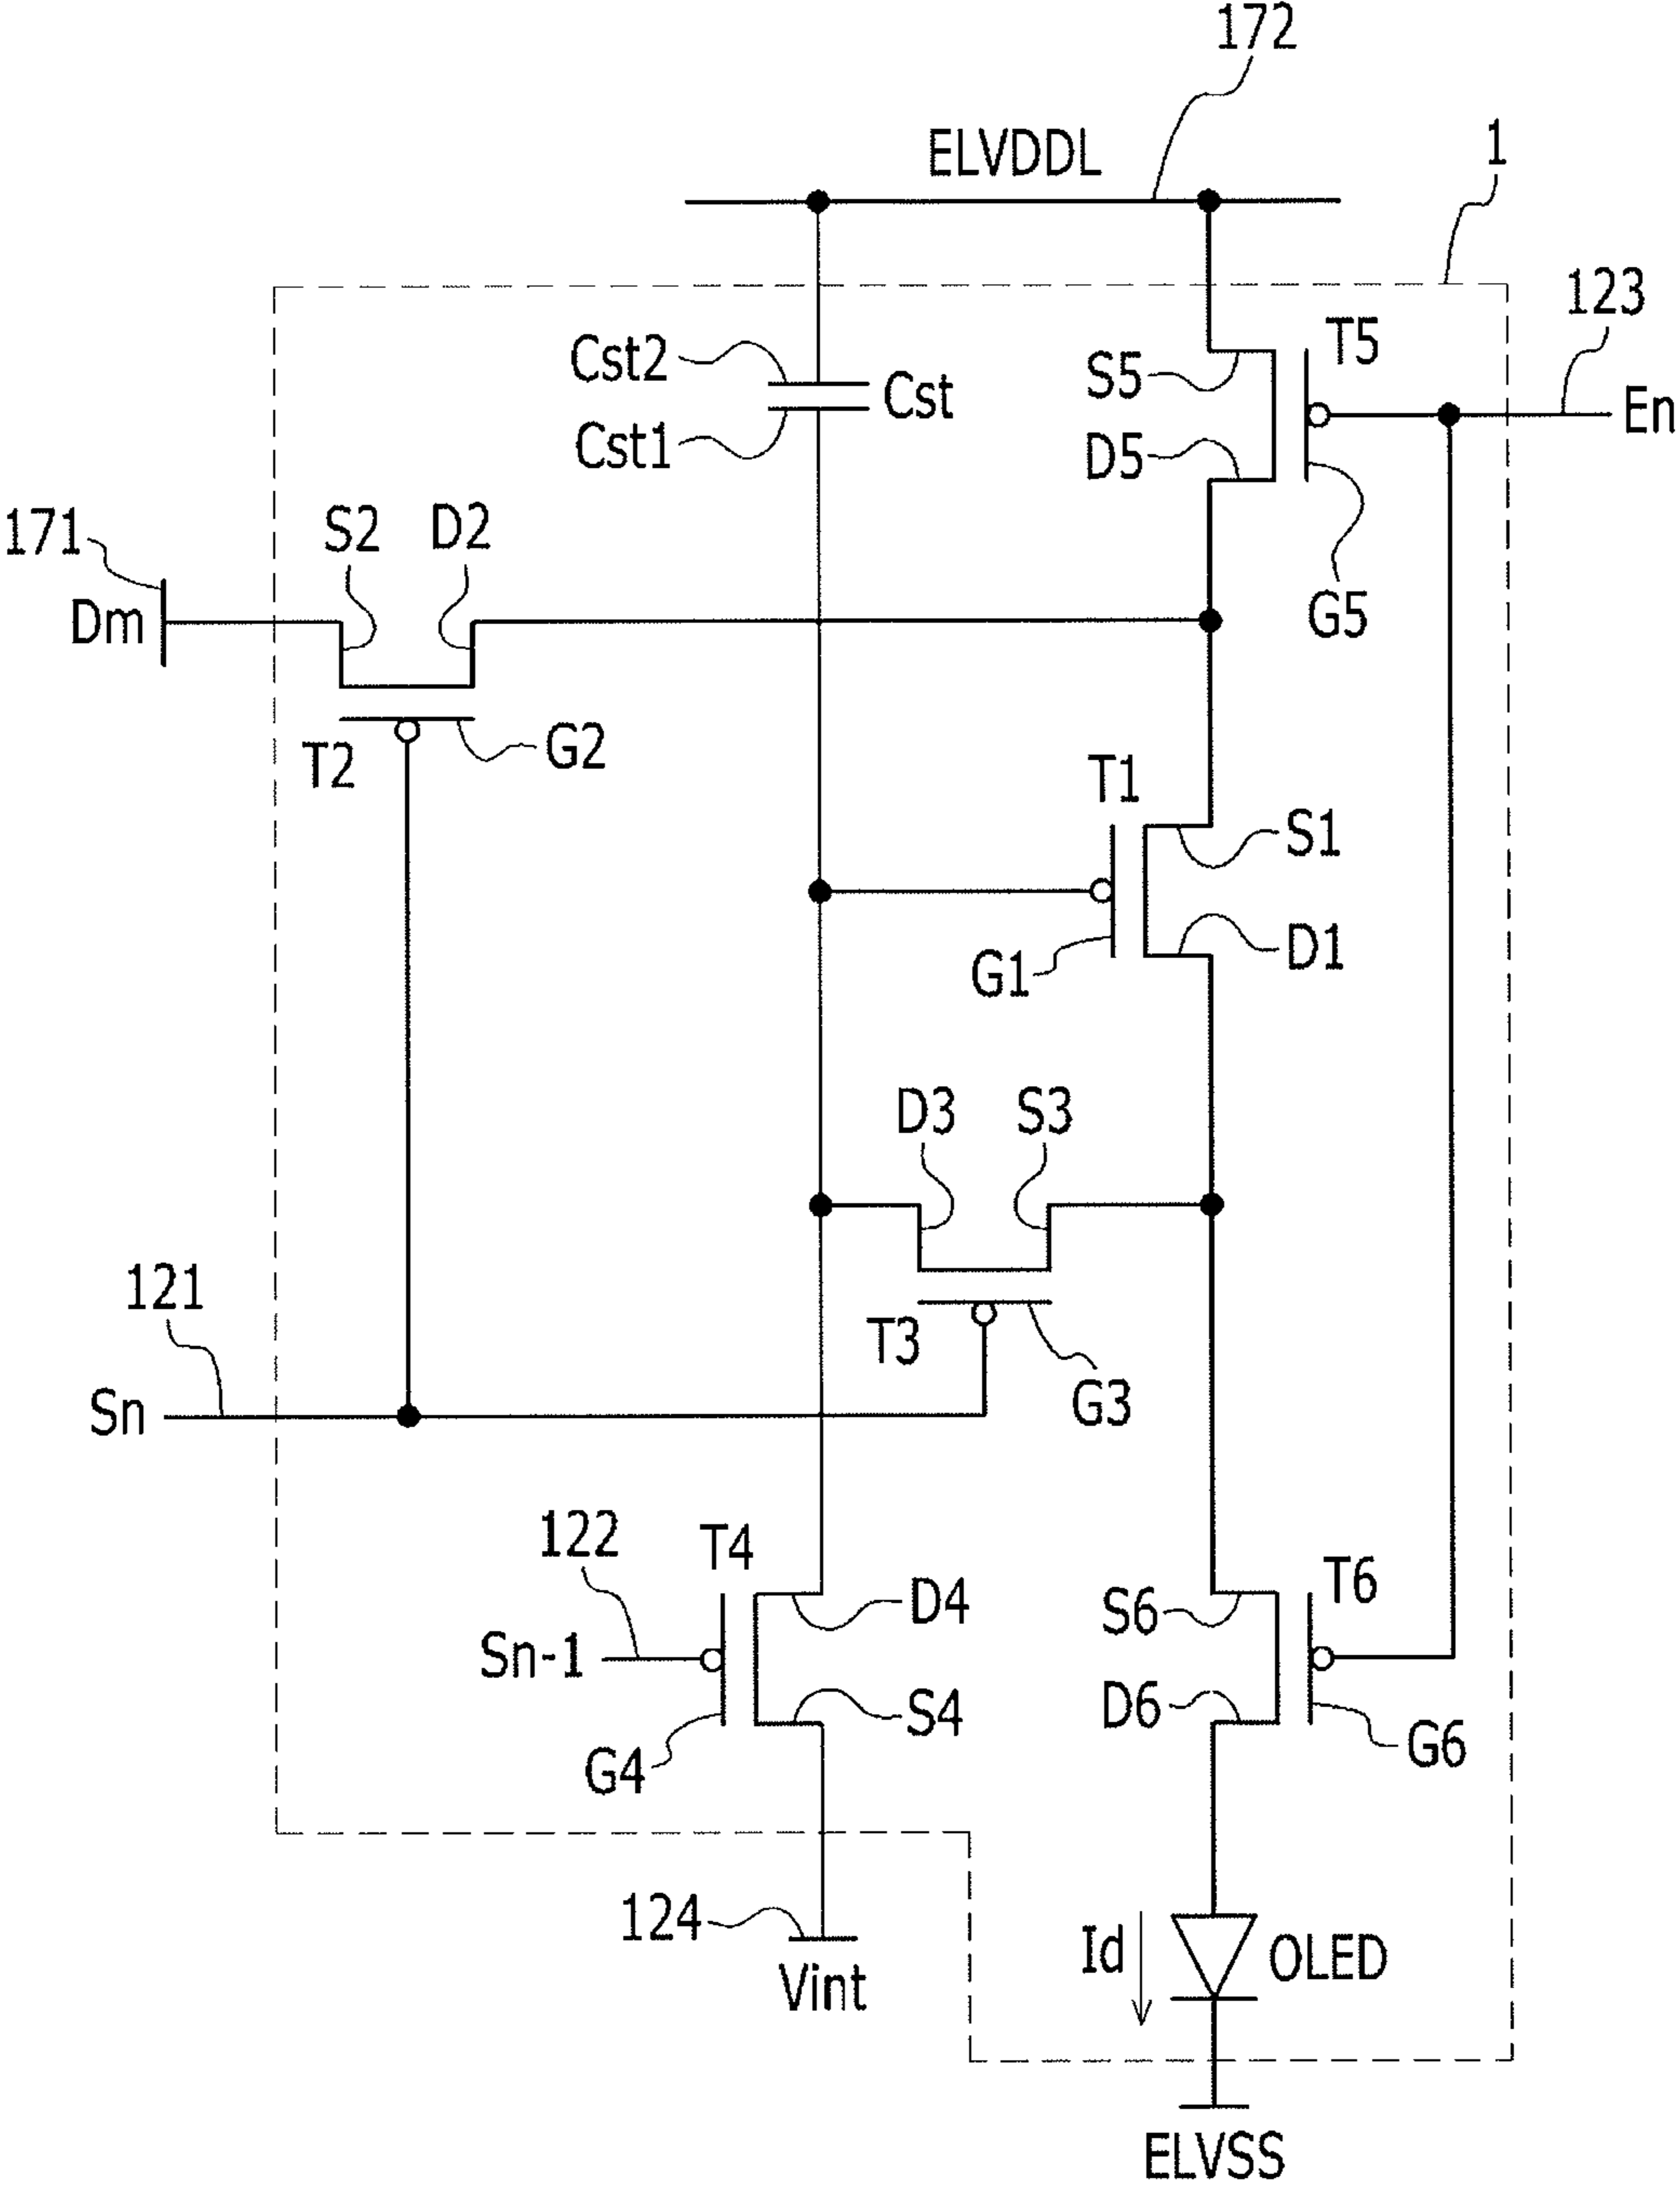 172
ELVDDL
1
123
Cst2
Cst
Cst1
S5
T5
D5
En
G5
171
S2
D2
Dm
T2
G2
T1
S1
G1
D1
D3
S3
121
T3
G3
Sn
122
T4
D4
Sn-1
S4
G4
S6
T6
D6
G6
124
Vint
Id
OLED
ELVSS